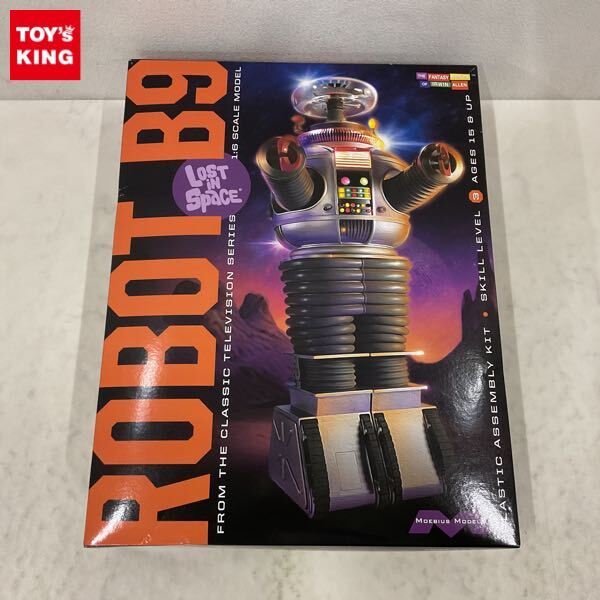 TOY's
KING
ROBOT B9
LOST
IN
SPACE
FROM THE CLASSIC TELEVISION SERIES
1:6 SCALE MODEL
THE FANTASY
OF IRWIN ALLEN
PLASTIC ASSEMBLY KIT • SKILL LEVEL 3 AGES 15 & UP
MOEBIUS MODEL